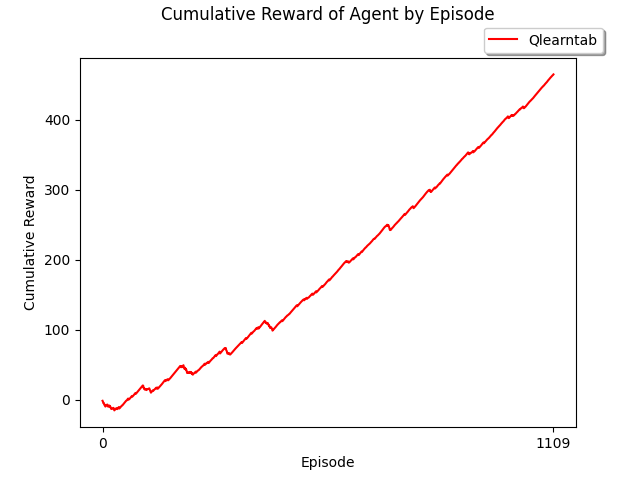 Cumulative Reward of Agent by Episode
Qlearntab
400
300
200
100
0
Cumulative Reward
0 1109
Episode